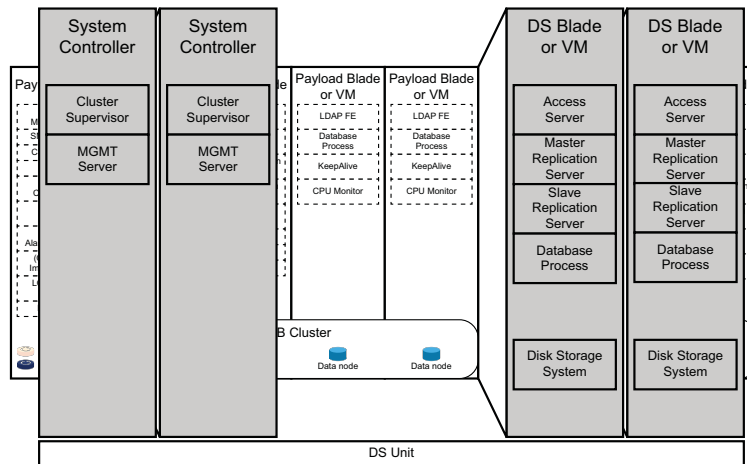 System
Controller
System
Controller
DS Blade
or VM
DS Blade
or VM
Payload Blade
or VM
Payload Blade
or VM
Cluster
Supervisor
MGMT
Server
Cluster
Supervisor
MGMT
Server
LDAP FE
Database
Process
KeepAlive
CPU Monitor
LDAP FE
Database
Process
KeepAlive
CPU Monitor
Access
Server
Master
Replication
Server
Slave
Replication
Server
Database
Process
Disk Storage
System
Access
Server
Master
Replication
Server
Slave
Replication
Server
Database
Process
Disk Storage
System
B Cluster
Data node
Data node
DS Unit